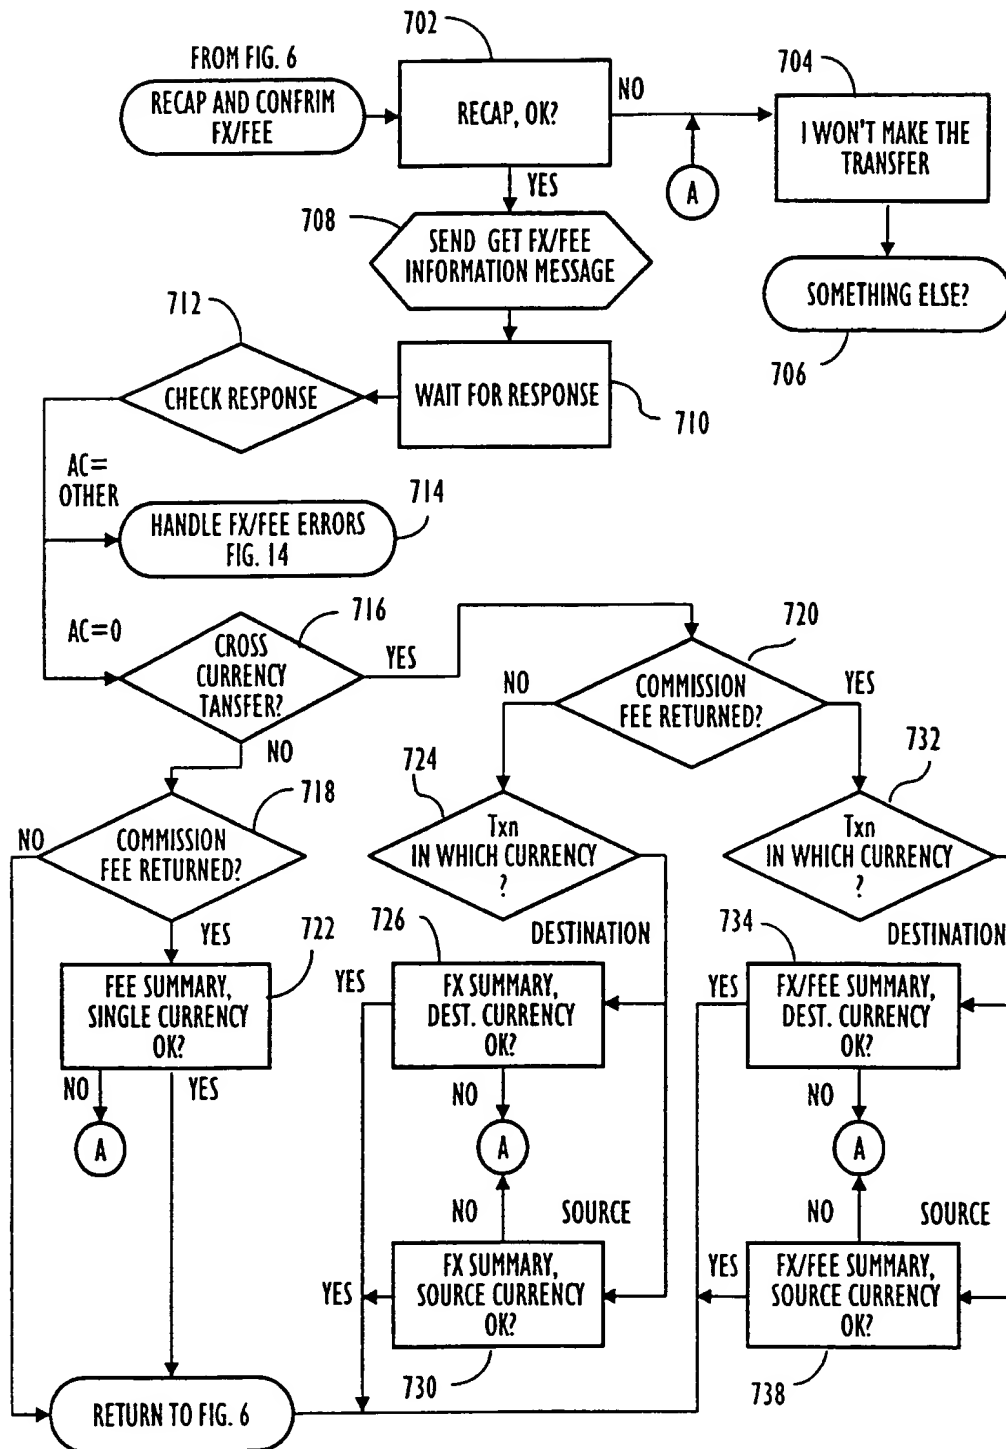 702
FROM FIG. 6
RECAP AND CONFRIM
FX/FEE
RECAP, OK?
NO
704
I WON'T MAKE THE
TRANSFER
A
YES
708
SEND GET FX/FEE
INFORMATION MESSAGE
SOMETHING ELSE?
706
712
CHECK RESPONSE
WAIT FOR RESPONSE
710
AC=
OTHER
714
HANDLE FX/FEE ERRORS
FIG. 14
AC=0
716
CROSS
CURRENCY
TANSFER?
YES
NO
720
COMMISSION
FEE RETURNED?
NO
YES
718
NO
COMMISSION
FEE RETURNED?
YES
724
Txn
IN WHICH CURRENCY
?
732
Txn
IN WHICH CURRENCY
?
722
FEE SUMMARY,
SINGLE CURRENCY
OK?
NO
YES
A
726
DESTINATION
YES
FX SUMMARY,
DEST. CURRENCY
OK?
NO
A
NO
SOURCE
YES
FX SUMMARY,
SOURCE CURRENCY
OK?
730
734
DESTINATION
YES
FX/FEE SUMMARY,
DEST. CURRENCY
OK?
NO
A
NO
SOURCE
YES
FX/FEE SUMMARY,
SOURCE CURRENCY
OK?
738
RETURN TO FIG. 6